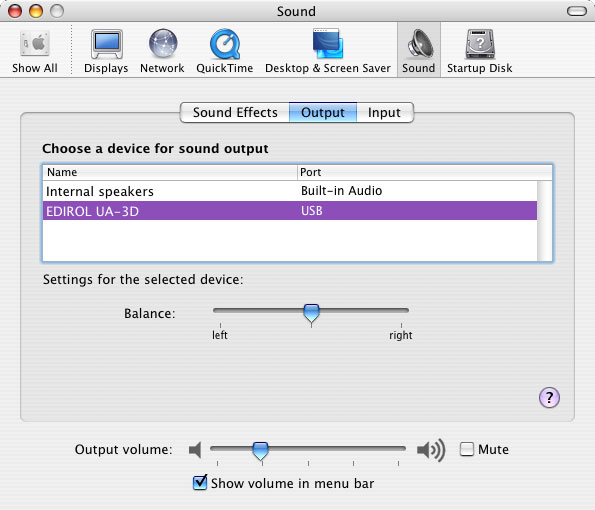 Sound
Show All Displays Network QuickTime Desktop & Screen Saver Sound Startup Disk
Sound Effects Output Input
Choose a device for sound output
Name Port
Internal speakers Built-in Audio
EDIROL UA-3D USB
Settings for the selected device:
Balance:
left right
?
Output volume: Mute
Show volume in menu bar